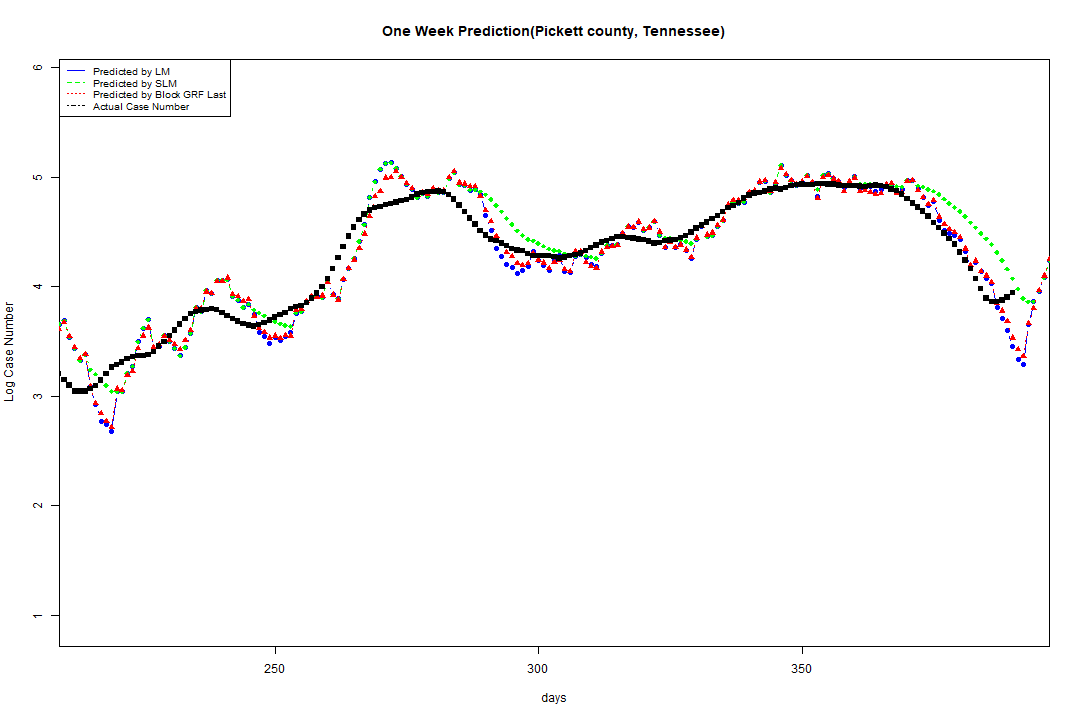 One Week Prediction(Pickett county, Tennessee)
Predicted by LM
Predicted by SLM
Predicted by Block GRF Last
Actual Case Number
6
5
4
3
2
1
Log Case Number
250 300 350
days